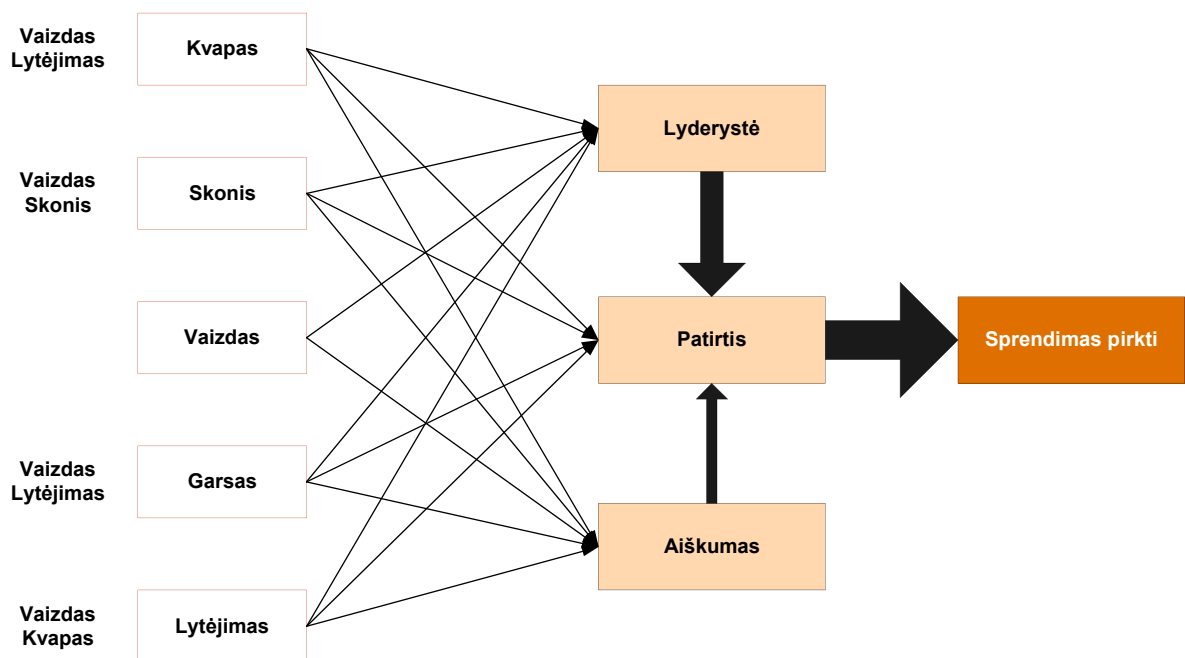 Vaizdas
Lytėjimas
Kvapas
Lyderystė
Vaizdas
Skonis
Skonis
Vaizdas
Patirtis
Sprendimas pirkti
Vaizdas
Lytėjimas
Garsas
Aiškumas
Vaizdas
Kvapas
Lytėjimas